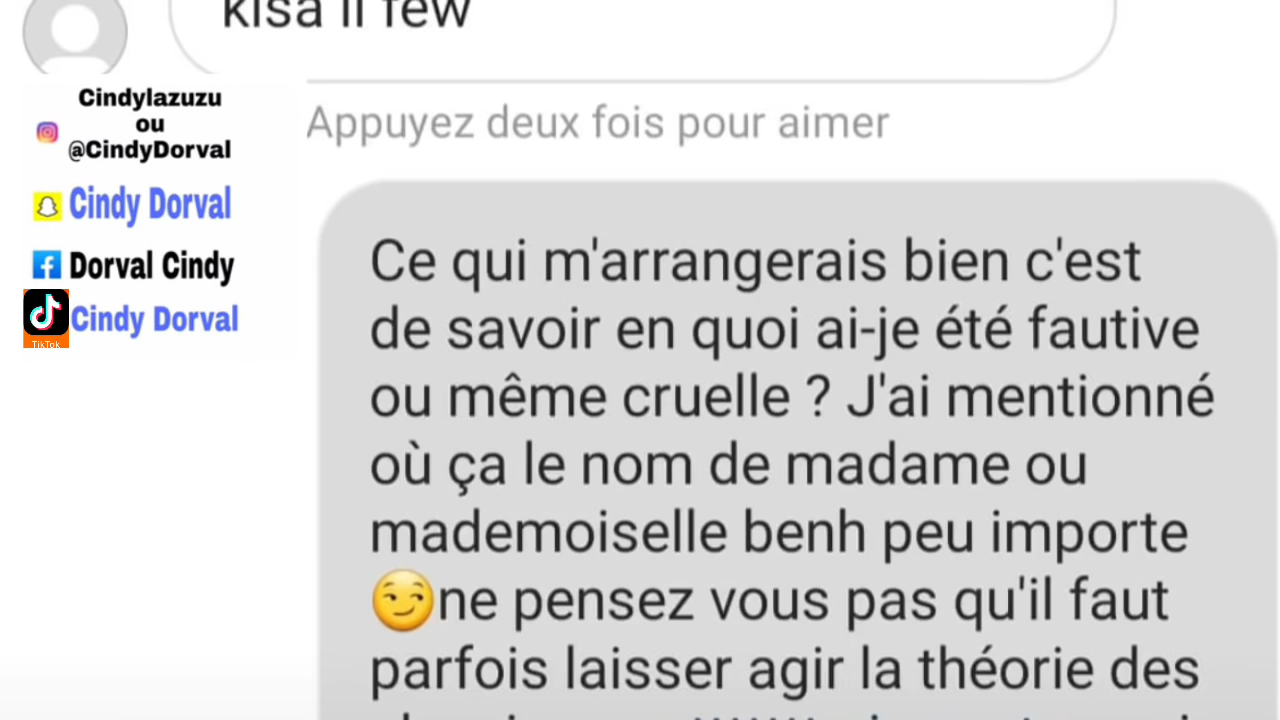 kisa li few
Cindylazuzu
ou
@CindyDorval
Cindy Dorval
Dorval Cindy
TikTok
Cindy Dorval
Appuyez deux fois pour aimer
Ce qui m'arrangerais bien c'est
de savoir en quoi ai-je été fautive
ou même cruelle ? J'ai mentionné
où ça le nom de madame ou
mademoiselle benh peu importe
😏ne pensez vous pas qu'il faut
parfois laisser agir la théorie des